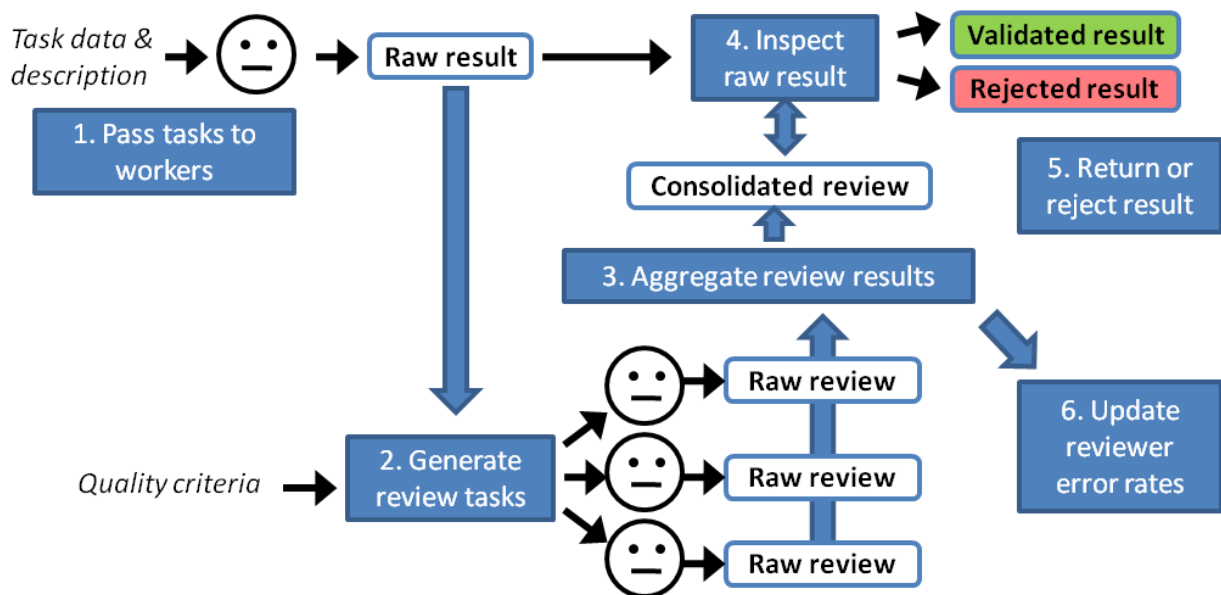 Task data &
description
Raw result
4. Inspect
raw result
Validated result
Rejected result
1. Pass tasks to
workers
Consolidated review
5. Return or
reject result
3. Aggregate review results
Raw review
6. Update
reviewer
error rates
Quality criteria
2. Generate
review tasks
Raw review
Raw review